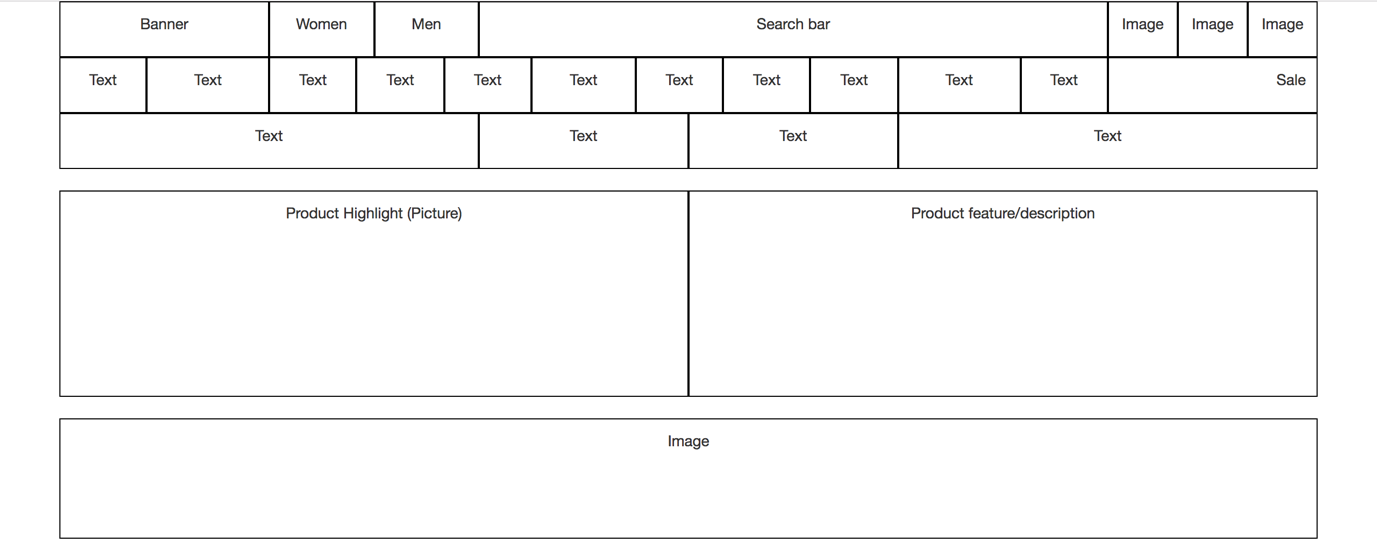 Banner Women Men Search bar Image Image Image
Text Text Text Text Text Text Text Text Text Text Text Sale
Text Text Text Text
Product Highlight (Picture) Product feature/description
Image